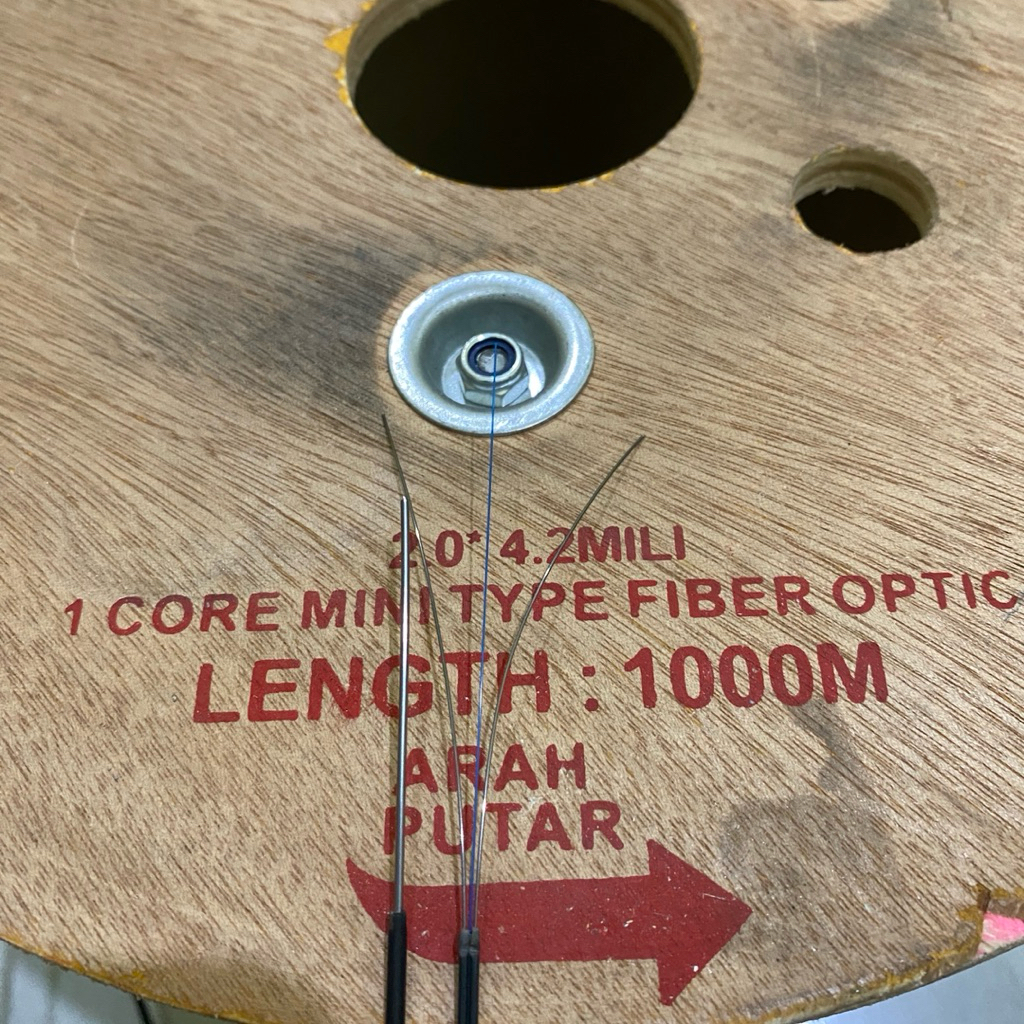 2.0* 4.2MILI
1 CORE MINI TYPE FIBER OPTIC
LENGTH : 1000M
ARAH
PUTAR